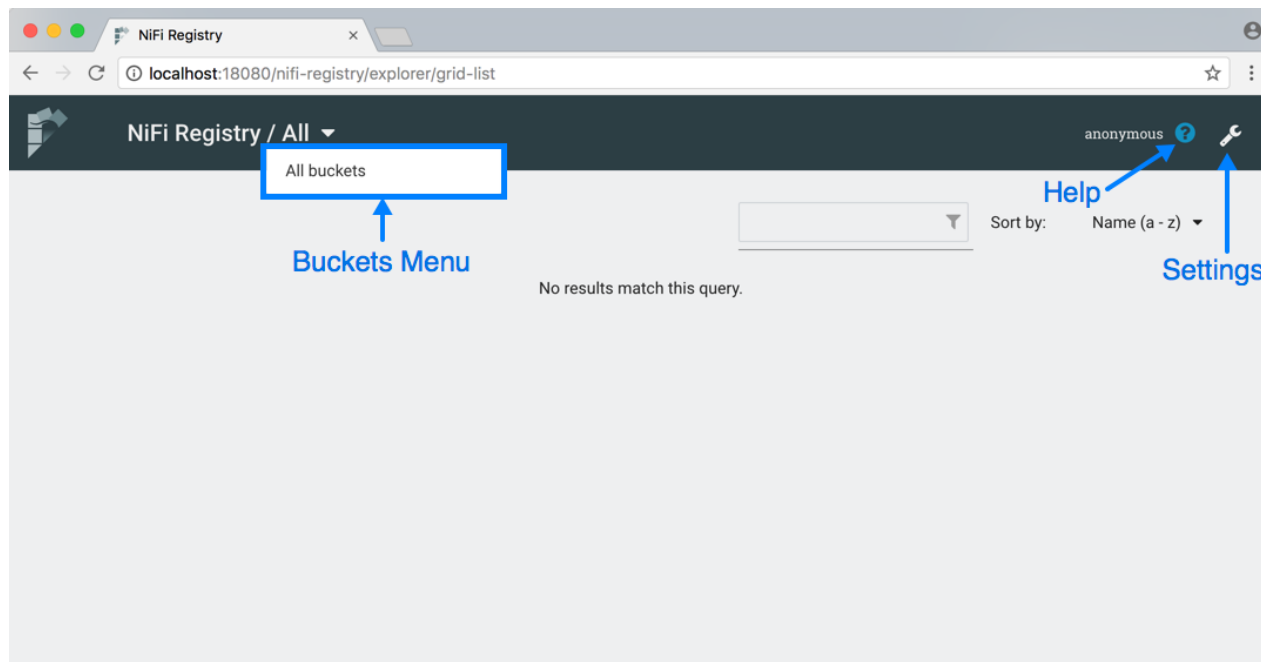 NiFi Registry
localhost:18080/nifi-registry/explorer/grid-list
NiFi Registry / All
anonymous
All buckets
Help
Sort by: Name (a - z)
Buckets Menu
Settings
No results match this query.